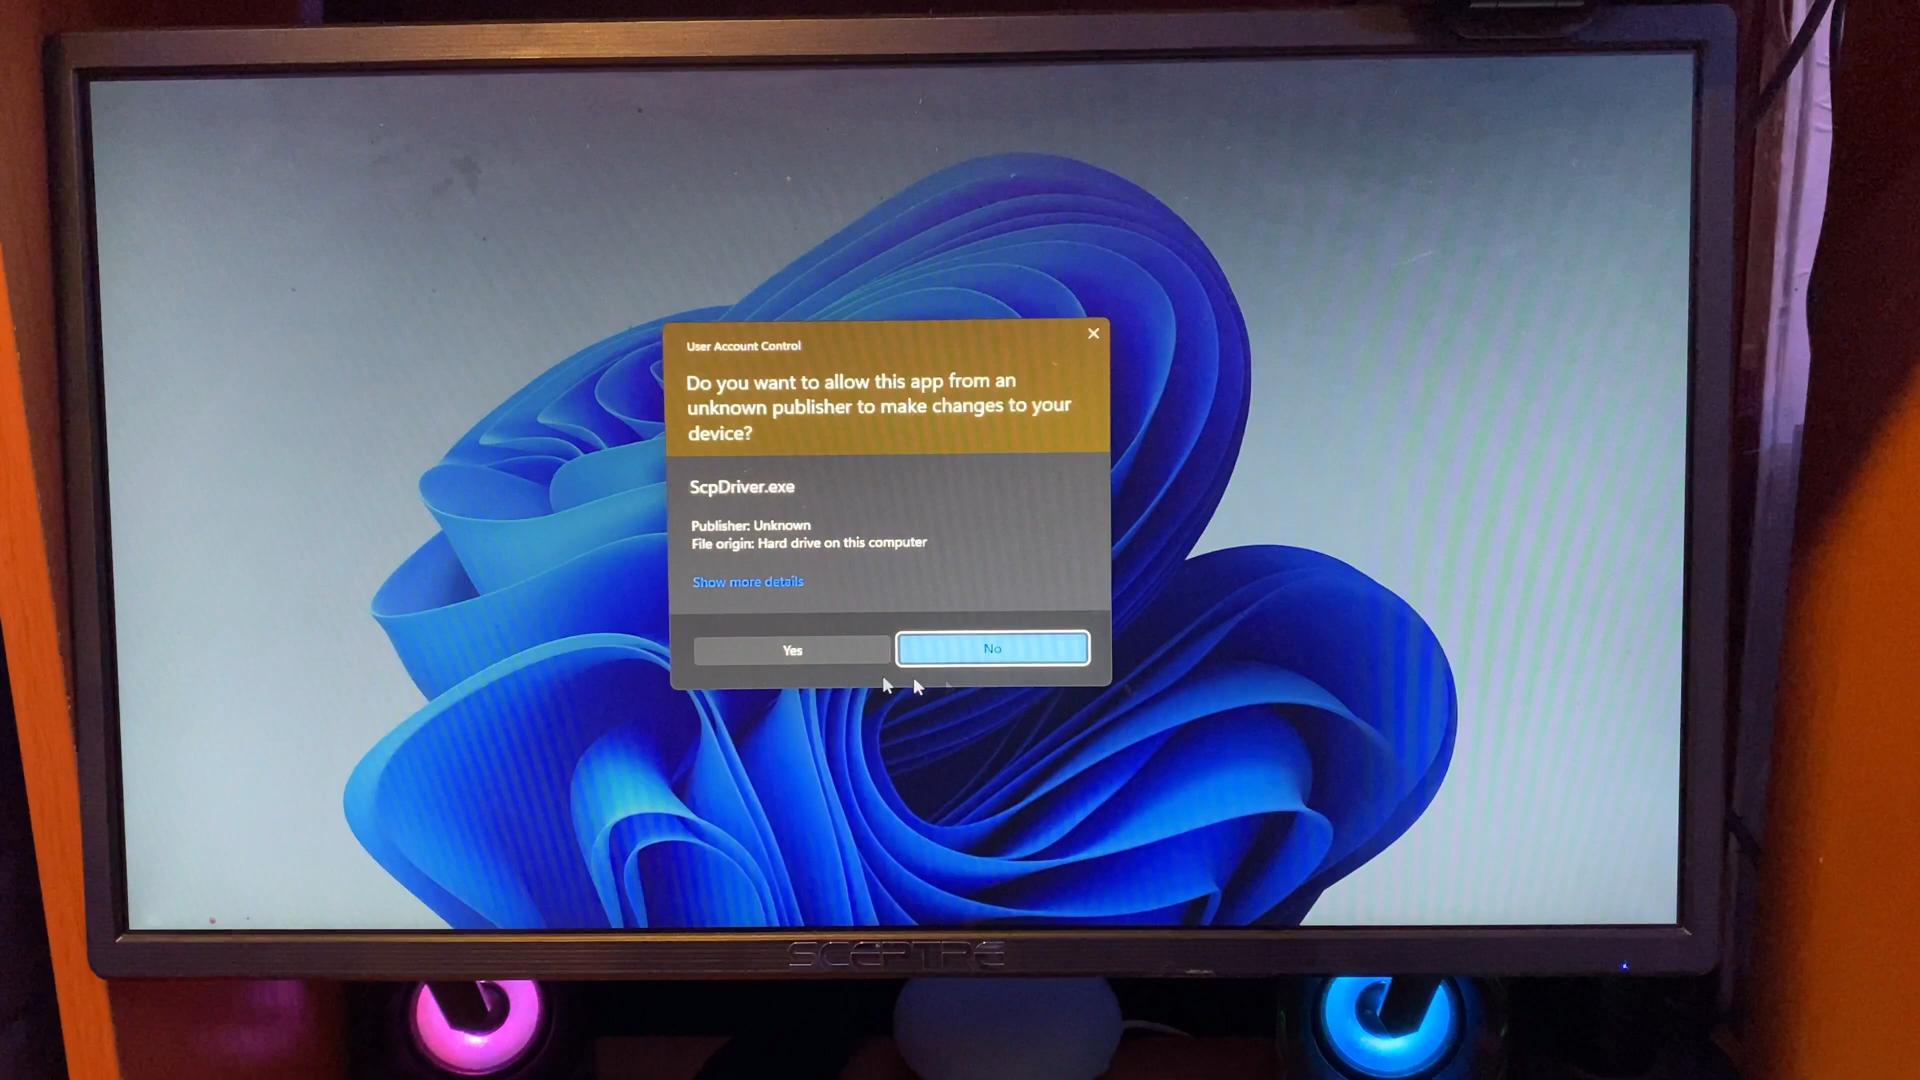 User Account Control
Do you want to allow this app from an
unknown publisher to make changes to your
device?
ScpDriver.exe
Publisher: Unknown
File origin: Hard drive on this computer
Show more details
Yes
No
SCEPTRE